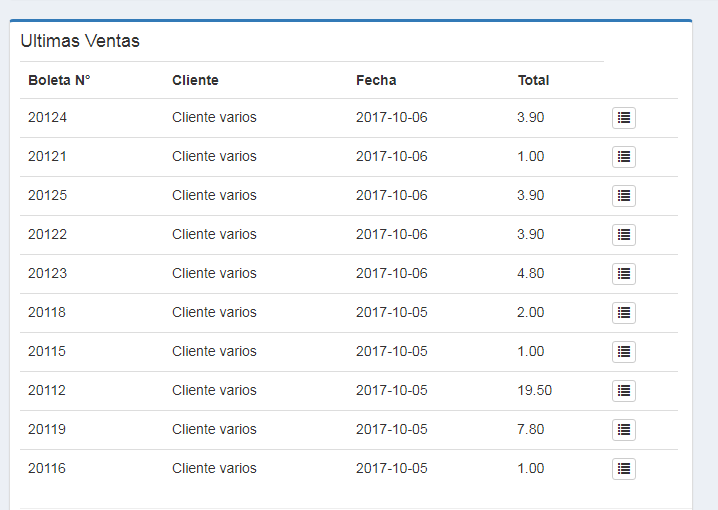 Ultimas Ventas
Boleta N° Cliente Fecha Total
20124 Cliente varios 2017-10-06 3.90
20121 Cliente varios 2017-10-06 1.00
20125 Cliente varios 2017-10-06 3.90
20122 Cliente varios 2017-10-06 3.90
20123 Cliente varios 2017-10-06 4.80
20118 Cliente varios 2017-10-05 2.00
20115 Cliente varios 2017-10-05 1.00
20112 Cliente varios 2017-10-05 19.50
20119 Cliente varios 2017-10-05 7.80
20116 Cliente varios 2017-10-05 1.00